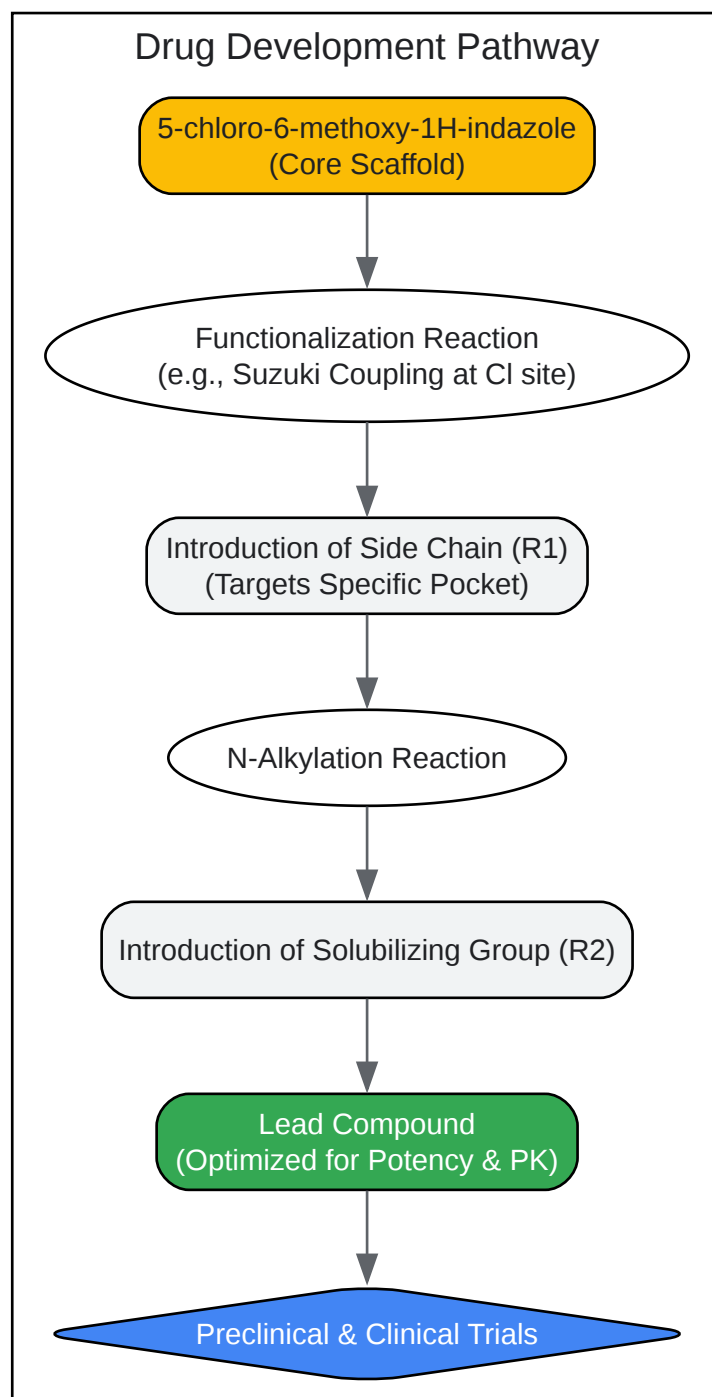 Drug Development Pathway
5-chloro-6-methoxy-1H-indazole
(Core Scaffold)
Functionalization Reaction
(e.g., Suzuki Coupling at Cl site)
Introduction of Side Chain (R1)
(Targets Specific Pocket)
N-Alkylation Reaction
Introduction of Solubilizing Group (R2)
Lead Compound
(Optimized for Potency & PK)
Preclinical & Clinical Trials